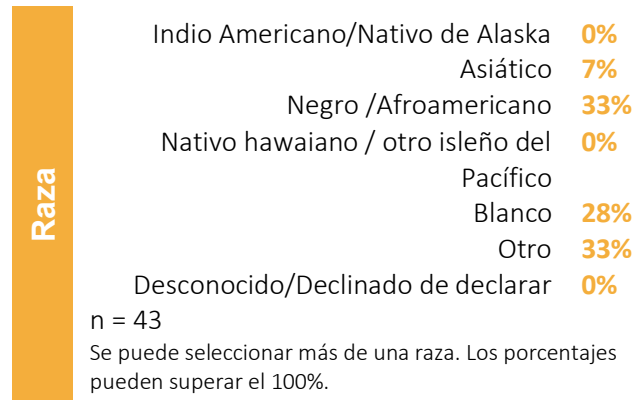 Raza
Indio Americano/Nativo de Alaska 0%
Asiático 7%
Negro /Afroamericano 33%
Nativo hawaiano / otro isleño del 0%
Pacífico
Blanco 28%
Otro 33%
Desconocido/Declinado de declarar 0%
n = 43
Se puede seleccionar más de una raza. Los porcentajes
pueden superar el 100%.